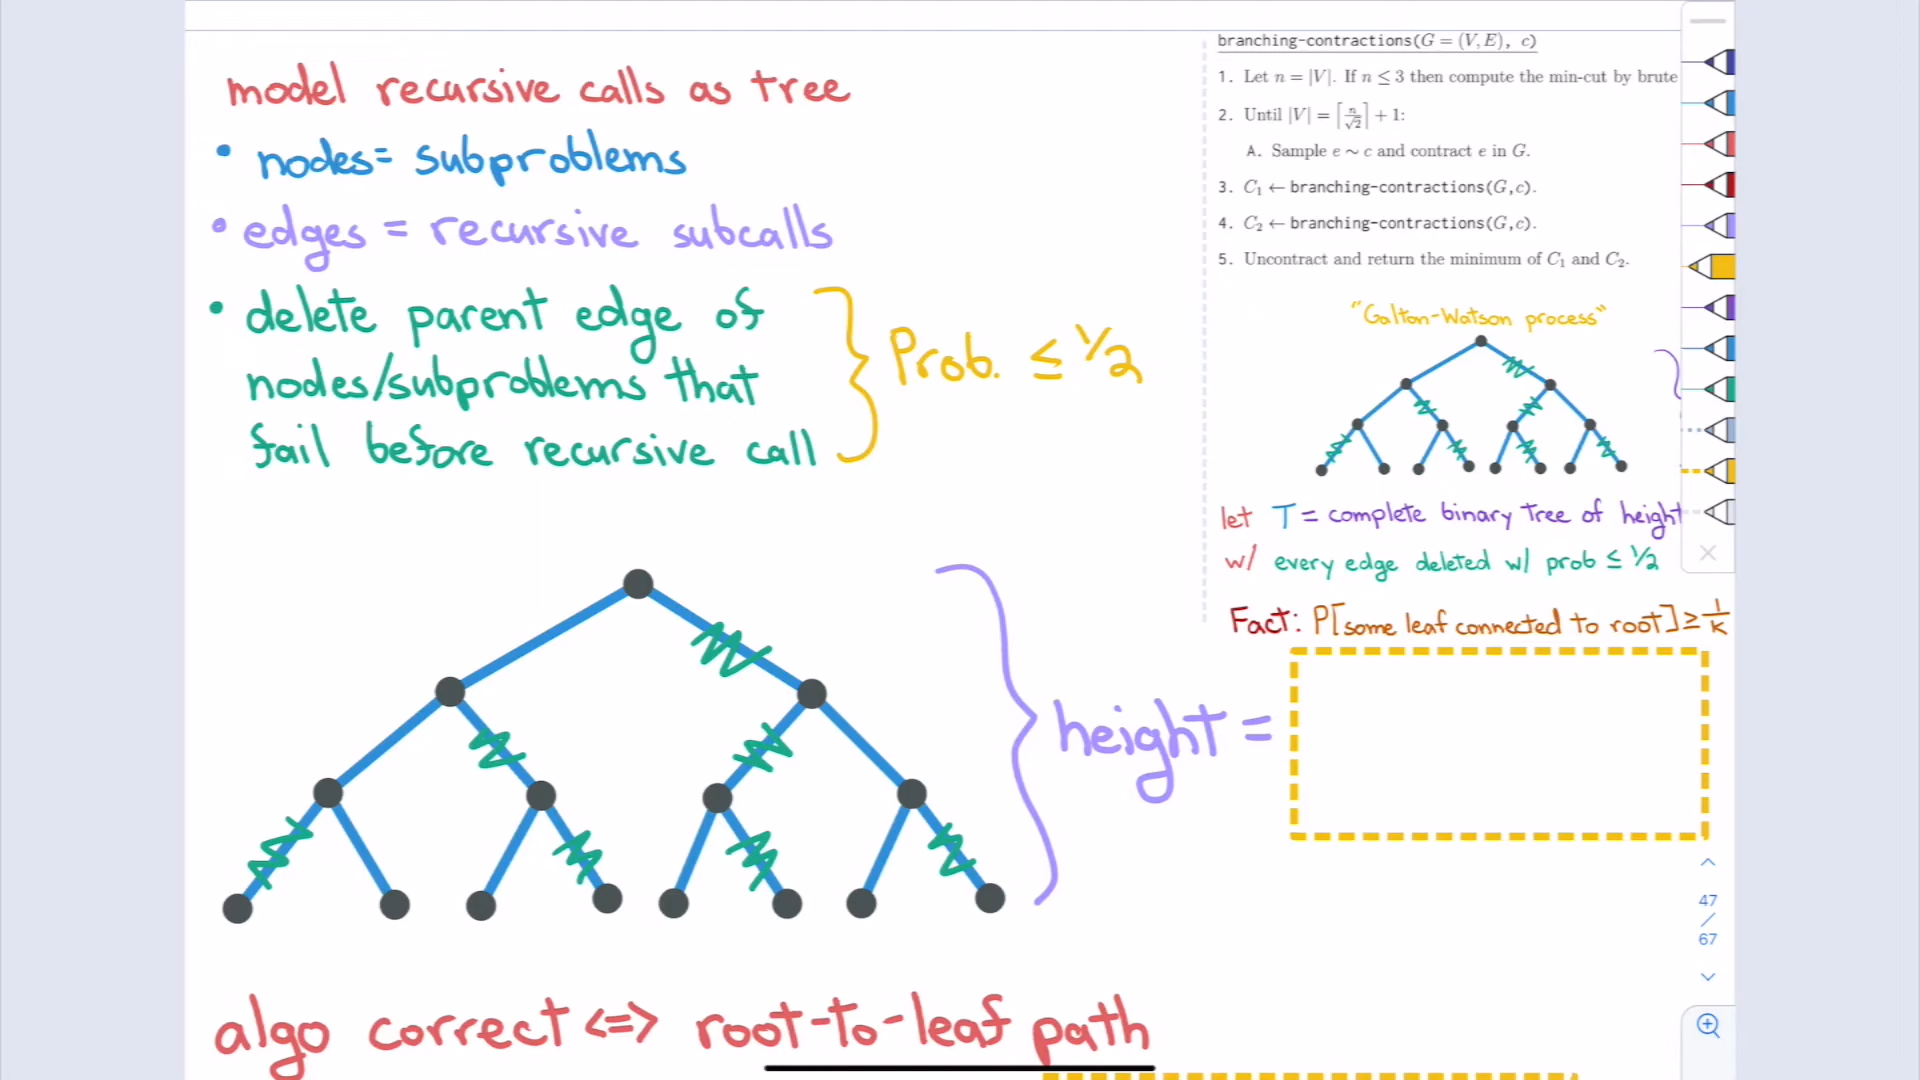 model recursive calls as tree
• nodes= subproblems
• edges = recursive subcalls
• delete parent edge of
nodes/subproblems that
fail before recursive call
Prob. ≤ 1/2
height =
algo correct <=> root-to-leaf path
branching-contractions(G = (V, E), c)
1. Let n = |V|. If n ≤ 3 then compute the min-cut by brute
2. Until |V| = ⌈n/√2⌉ + 1:
A. Sample e ~ c and contract e in G.
3. C₁ ← branching-contractions(G,c).
4. C₂ ← branching-contractions(G,c).
5. Uncontract and return the minimum of C₁ and C₂.
"Galton-Watson process"
let T = complete binary tree of height
w/ every edge deleted w/ prob ≤ 1/2
Fact: P[some leaf connected to root] ≥ 1/k
47
/
67